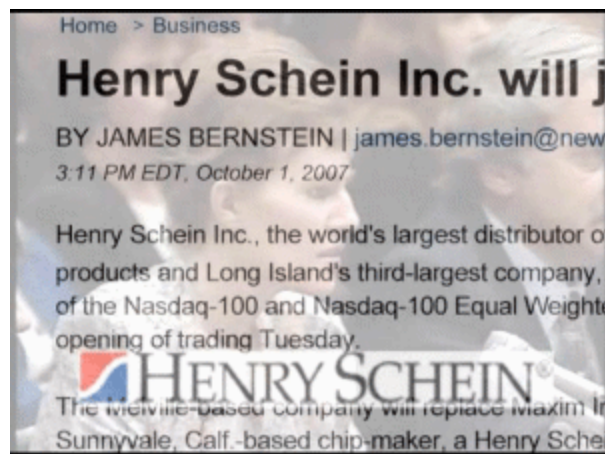 Home > Business
Henry Schein Inc. will j
BY JAMES BERNSTEIN | james.bernstein@new
3:11 PM EDT, October 1, 2007
Henry Schein Inc., the world's largest distributor o
products and Long Island's third-largest company,
of the Nasdaq-100 and Nasdaq-100 Equal Weighte
opening of trading Tuesday.
HENRY SCHEIN®
The Melville-based company will replace Maxim In
Sunnyvale, Calf.-based chip-maker, a Henry Sche